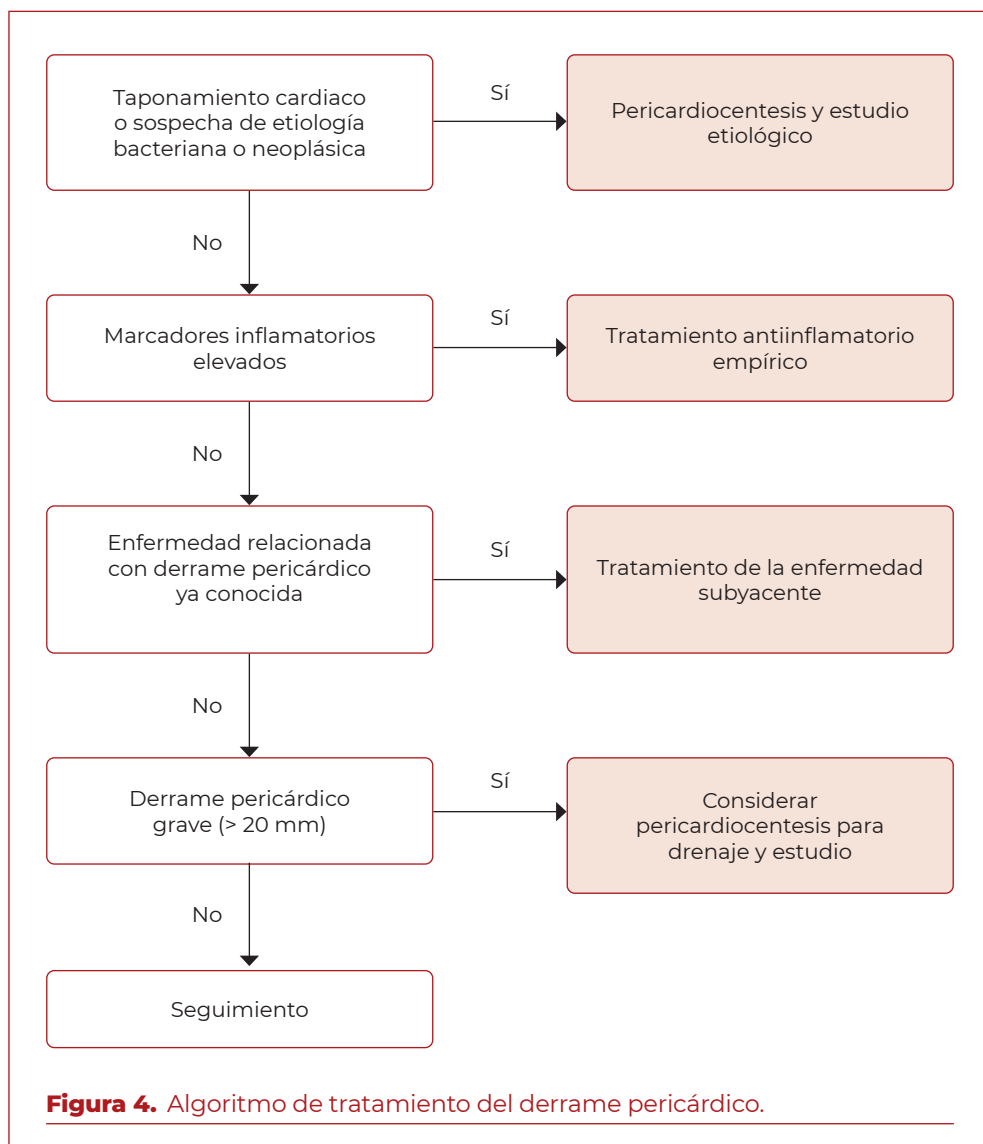 Taponamiento cardiaco
o sospecha de etiología
bacteriana o neoplásica
Sí
Pericardiocentesis y estudio
etiológico
No
Marcadores inflamatorios
elevados
Sí
Tratamiento antiinflamatorio
empírico
No
Enfermedad relacionada
con derrame pericárdico
ya conocida
Sí
Tratamiento de la enfermedad
subyacente
No
Derrame pericárdico
grave (> 20 mm)
Sí
Considerar
pericardiocentesis para
drenaje y estudio
No
Seguimiento
Figura 4. Algoritmo de tratamiento del derrame pericárdico.